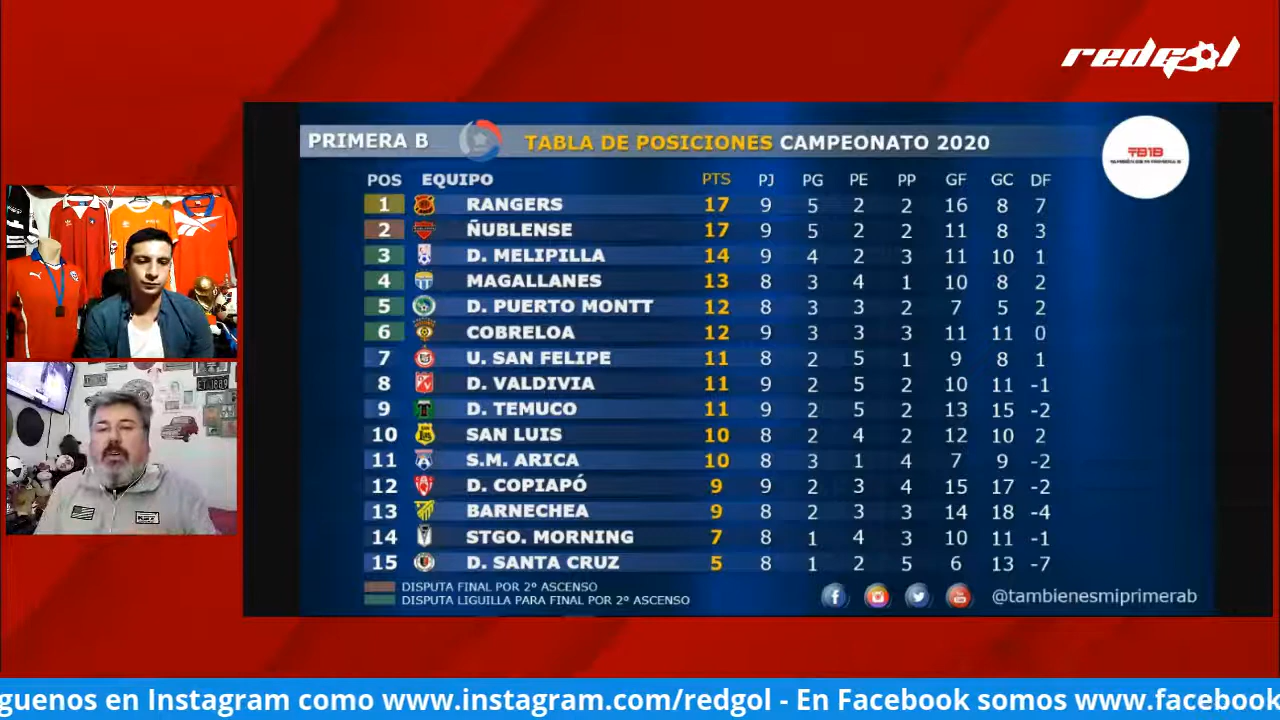 redgol
PRIMERA B TABLA DE POSICIONES CAMPEONATO 2020
TB1B
TAMBIÉN ES MI PRIMERA B
POS EQUIPO PTS PJ PG PE PP GF GC DF
1 RANGERS 17 9 5 2 2 16 8 7
2 ÑUBLENSE 17 9 5 2 2 11 8 3
3 D. MELIPILLA 14 9 4 2 3 11 10 1
4 MAGALLANES 13 8 3 4 1 10 8 2
5 D. PUERTO MONTT 12 8 3 3 2 7 5 2
6 COBRELOA 12 9 3 3 3 11 11 0
7 U. SAN FELIPE 11 8 2 5 1 9 8 1
8 D. VALDIVIA 11 9 2 5 2 10 11 -1
9 D. TEMUCO 11 9 2 5 2 13 15 -2
10 SAN LUIS 10 8 2 4 2 12 10 2
11 S.M. ARICA 10 8 3 1 4 7 9 -2
12 D. COPIAPÓ 9 9 2 3 4 15 17 -2
13 BARNECHEA 9 8 2 3 3 14 18 -4
14 STGO. MORNING 7 8 1 4 3 10 11 -1
15 D. SANTA CRUZ 5 8 1 2 5 6 13 -7
DISPUTA FINAL POR 2º ASCENSO
DISPUTA LIGUILLA PARA FINAL POR 2º ASCENSO
@tambienesmiprimerab
guenos en Instagram como www.instagram.com/redgol - En Facebook somos www.facebook